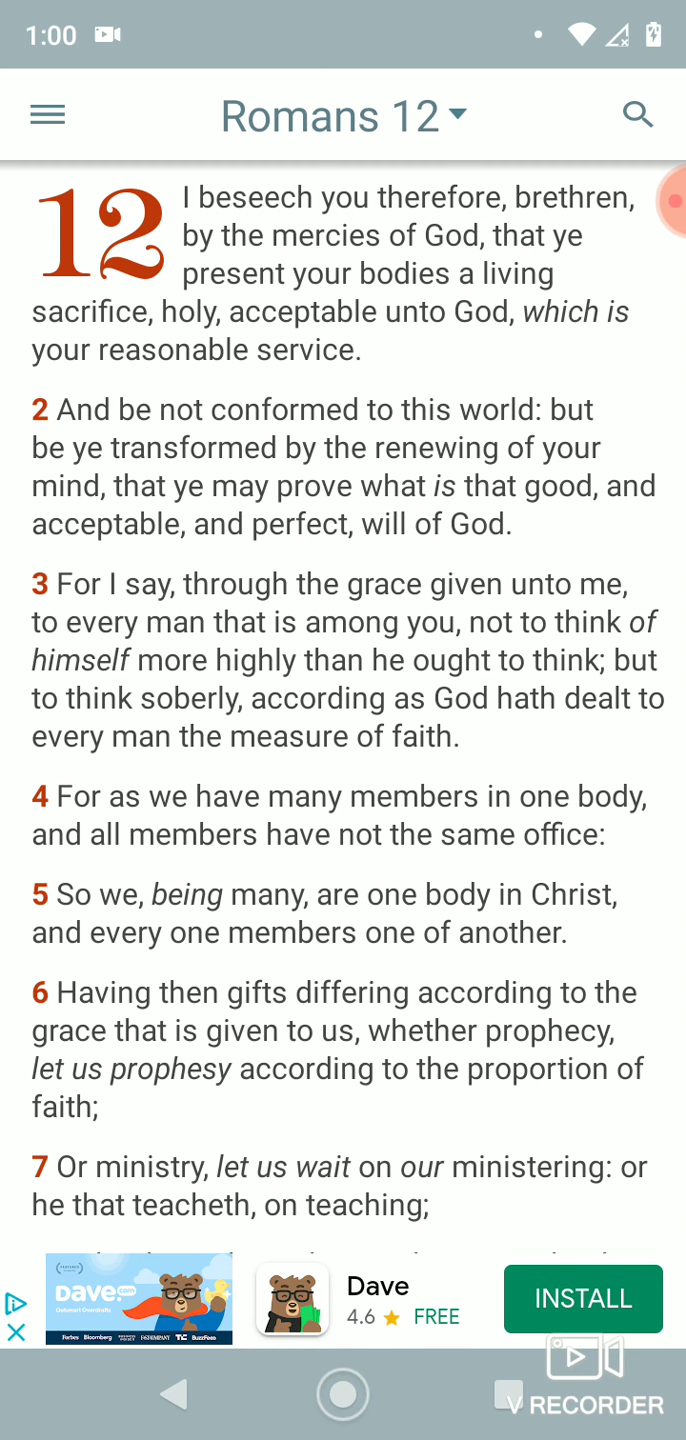 1:00
Romans 12
12 I beseech you therefore, brethren,
by the mercies of God, that ye
present your bodies a living
sacrifice, holy, acceptable unto God, which is
your reasonable service.
2 And be not conformed to this world: but
be ye transformed by the renewing of your
mind, that ye may prove what is that good, and
acceptable, and perfect, will of God.
3 For I say, through the grace given unto me,
to every man that is among you, not to think of
himself more highly than he ought to think; but
to think soberly, according as God hath dealt to
every man the measure of faith.
4 For as we have many members in one body,
and all members have not the same office:
5 So we, being many, are one body in Christ,
and every one members one of another.
6 Having then gifts differing according to the
grace that is given to us, whether prophecy,
let us prophesy according to the proportion of
faith;
7 Or ministry, let us wait on our ministering: or
he that teacheth, on teaching;
DAVE.com
Outsmart Overdrafts
Forbes Bloomberg FAST COMPANY TC BuzzFeed
Dave
4.6 ★ FREE
INSTALL
V RECORDER